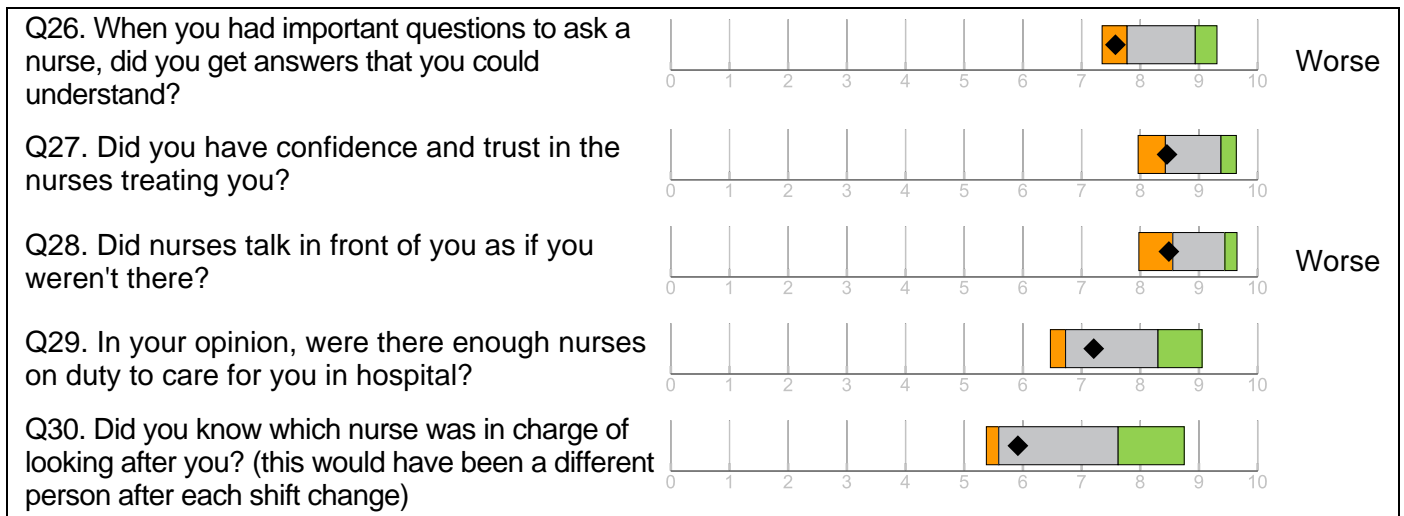 Q26. When you had important questions to ask a
nurse, did you get answers that you could
understand?
0 1 2 3 4 5 6 7 8 9 10
Worse
Q27. Did you have confidence and trust in the
nurses treating you?
0 1 2 3 4 5 6 7 8 9 10
Q28. Did nurses talk in front of you as if you
weren't there?
0 1 2 3 4 5 6 7 8 9 10
Worse
Q29. In your opinion, were there enough nurses
on duty to care for you in hospital?
0 1 2 3 4 5 6 7 8 9 10
Q30. Did you know which nurse was in charge of
looking after you? (this would have been a different
person after each shift change)
0 1 2 3 4 5 6 7 8 9 10